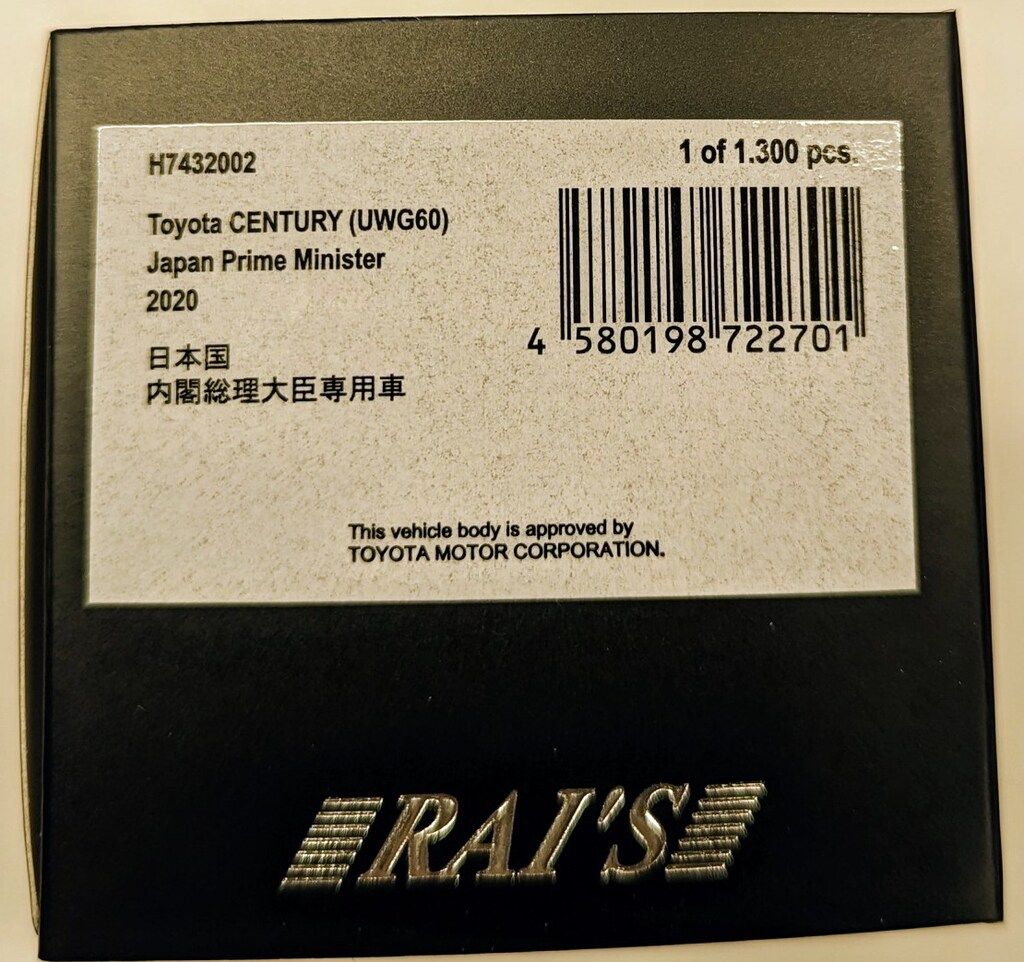 H7432002
1 of 1.300 pcs.
Toyota CENTURY (UWG60)
Japan Prime Minister
2020
4 580198 722701
日本国
内閣総理大臣専用車
This vehicle body is approved by
TOYOTA MOTOR CORPORATION.
RAI'S